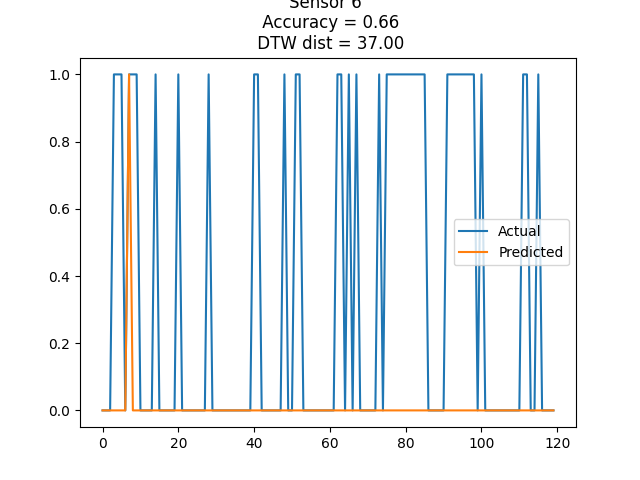 Sensor 6
Accuracy = 0.66
DTW dist = 37.00
1.0
0.8
0.6
0.4
0.2
0.0
Actual
Predicted
0 20 40 60 80 100 120